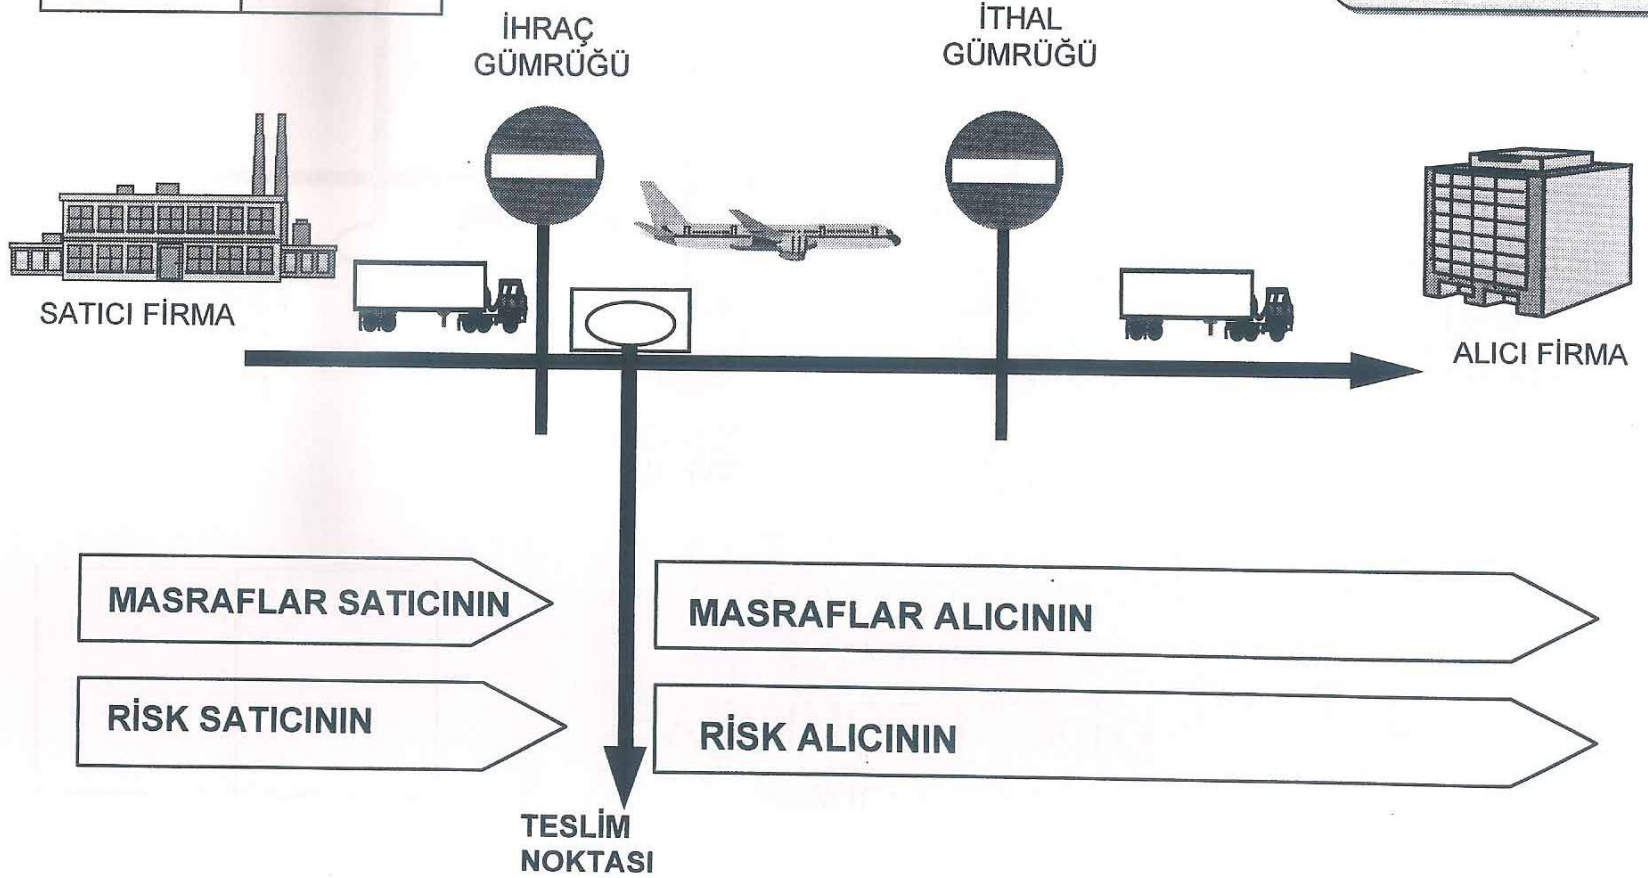 İHRAÇ
GÜMRÜĞÜ
İTHAL
GÜMRÜĞÜ
SATICI FİRMA
ALICI FİRMA
MASRAFLAR SATICININ
MASRAFLAR ALICININ
RİSK SATICININ
RİSK ALICININ
TESLİM
NOKTASI